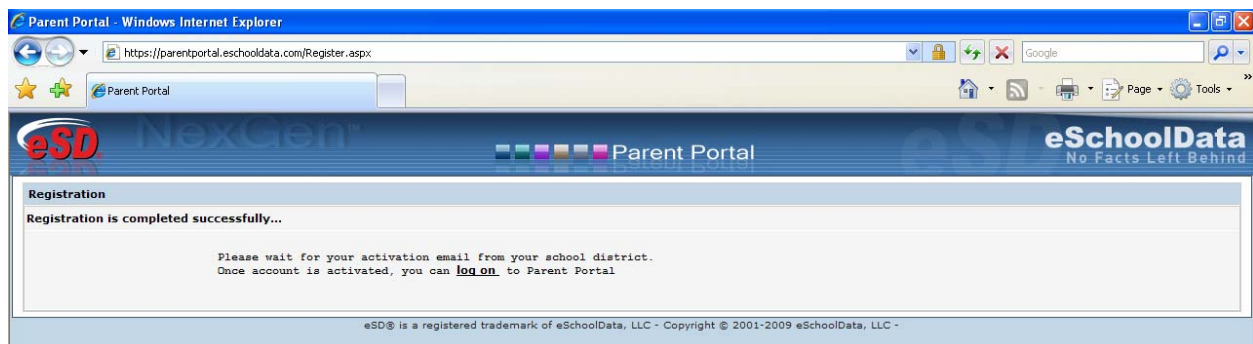 Parent Portal - Windows Internet Explorer
https://parentportal.eschooldata.com/Register.aspx
Google
Parent Portal
Page
Tools
»
eSD. NexGen™
Parent Portal
eSD
eSchoolData
No Facts Left Behind
Registration
Registration is completed successfully...
Please wait for your activation email from your school district.
Once account is activated, you can log on to Parent Portal
eSD® is a registered trademark of eSchoolData, LLC - Copyright © 2001-2009 eSchoolData, LLC -